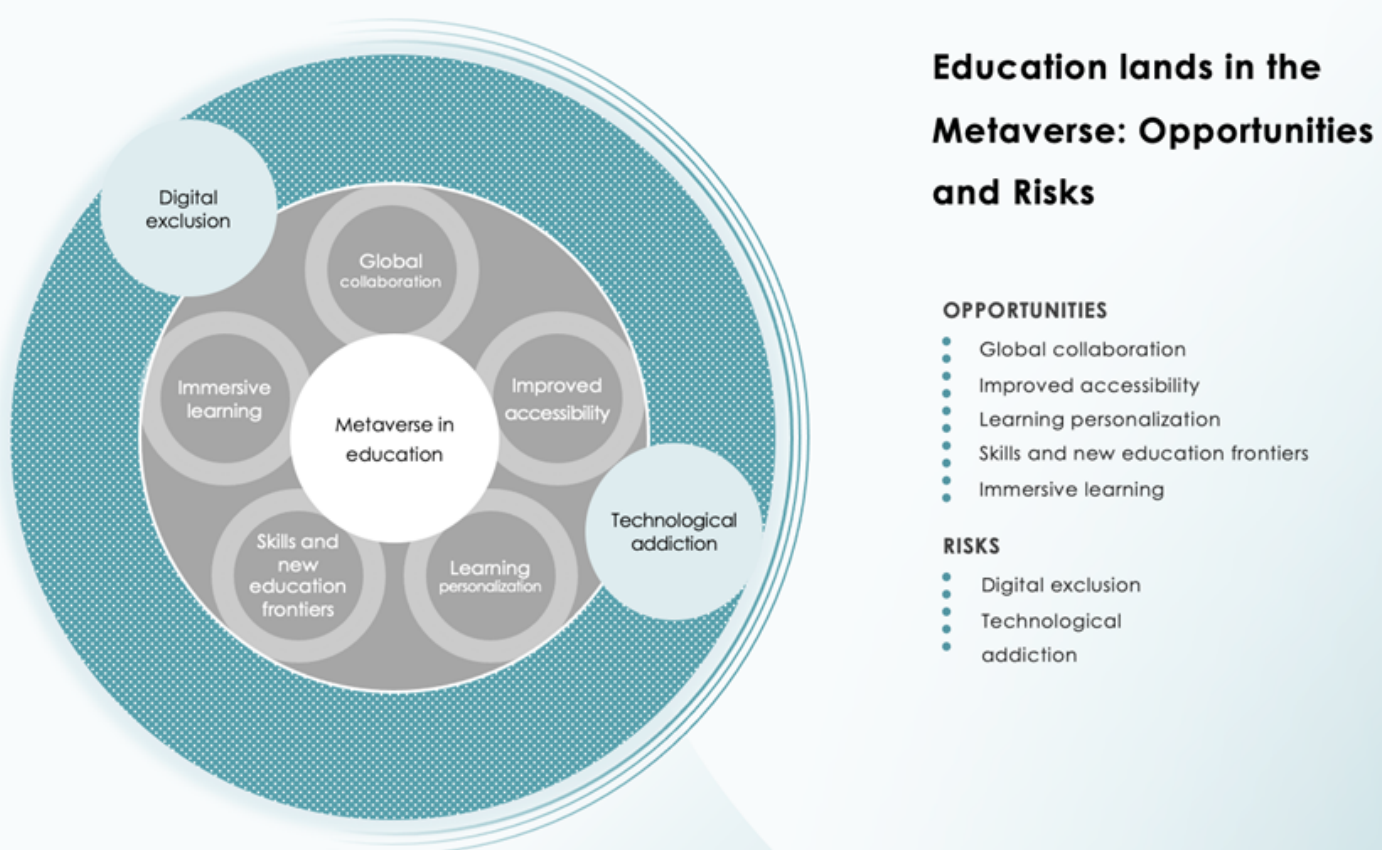 Education lands in the
Metaverse: Opportunities
and Risks
Digital
exclusion
Global
collaboration
Immersive
learning
Improved
accessibility
Metaverse in
education
Technological
addiction
Skills and
new
education
frontiers
Learning
personalization
OPPORTUNITIES
Global collaboration
Improved accessibility
Learning personalization
Skills and new education frontiers
Immersive learning
RISKS
Digital exclusion
Technological
addiction